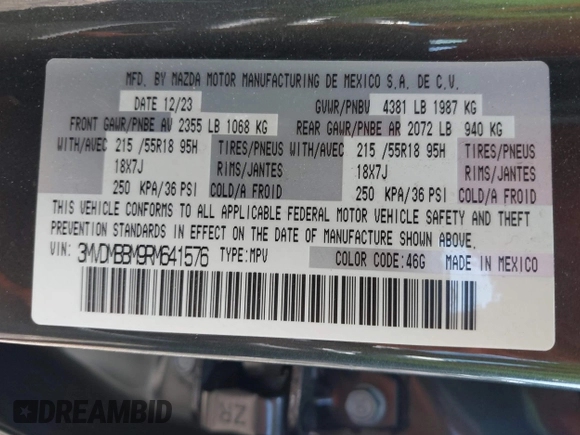 MFD. BY MAZDA MOTOR MANUFACTURING DE MEXICO S.A. DE C.V.
DATE 12/23 GVWR/PNBV 4381 LB 1987 KG
FRONT GAWR/PNBE AV 2355 LB 1068 KG REAR GAWR/PNBE AR 2072 LB 940 KG
WITH/AVEC 215 /55R18 95H TIRES/PNEUS WITH/AVEC 215 /55R18 95H TIRES/PNEUS
18X7J RIMS/JANTES 18X7J RIMS/JANTES
250 KPA/36 PSI COLD/A FROID 250 KPA/36 PSI COLD/A FROID
THIS VEHICLE CONFORMS TO ALL APPLICABLE FEDERAL MOTOR VEHICLE SAFETY AND THEFT
PREVENTION STANDARDS IN EFFECT ON THE DATE OF MANUFACTURE SHOWN ABOVE.
VIN: 3MVDMBBM9RM641576 TYPE: MPV COLOR CODE: 46G MADE IN MEXICO
ZR
DREAMBID